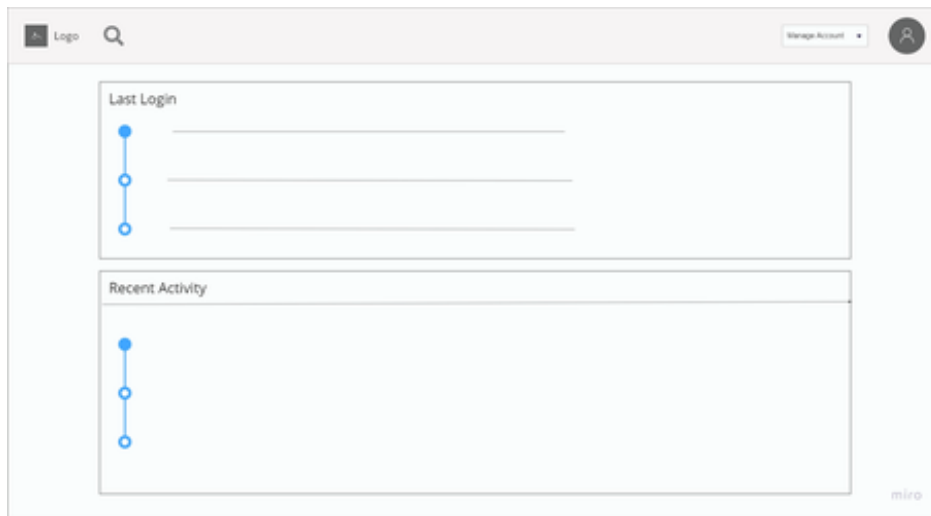 Logo
Manage Account
Last Login
Recent Activity
miro